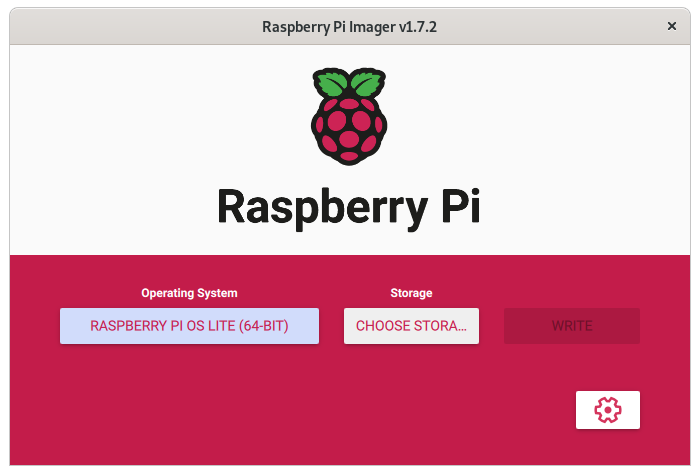 Raspberry Pi Imager v1.7.2
Raspberry Pi
Operating System
Storage
RASPBERRY PI OS LITE (64-BIT)
CHOOSE STORA...
WRITE